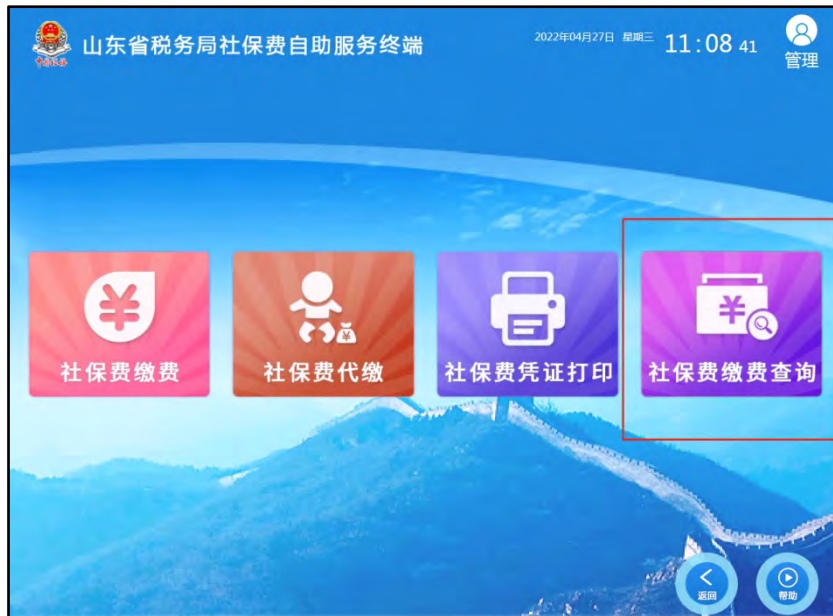 山东省税务局社保费自助服务终端
2022年04月27日 星期三 11:08 41
管理
社保费缴费
社保费代缴
社保费凭证打印
社保费缴费查询
返回
帮助